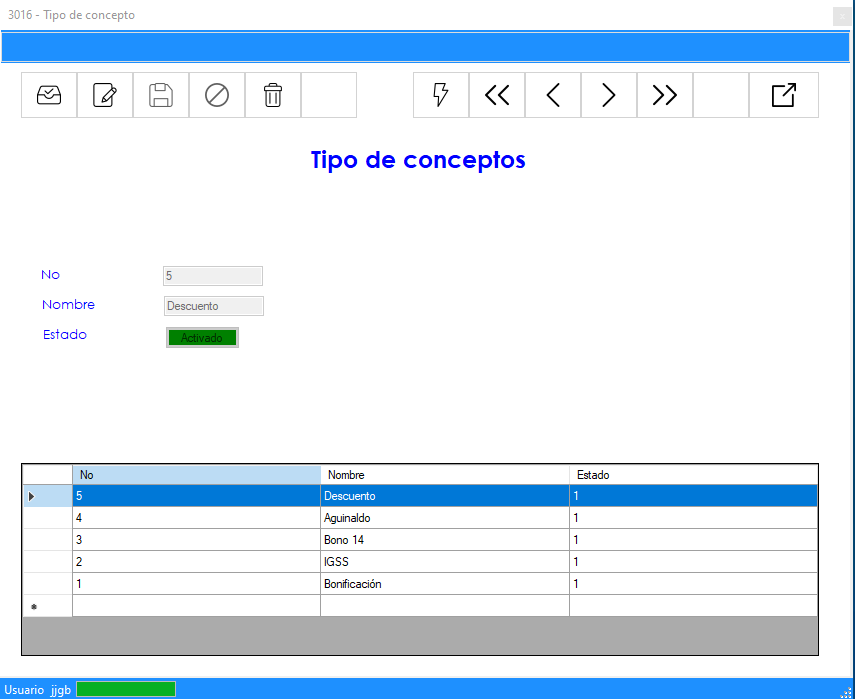 3016 - Tipo de concepto
Tipo de conceptos
No 5
Nombre Descuento
Estado Activado
No Nombre Estado
5 Descuento 1
4 Aguinaldo 1
3 Bono 14 1
2 IGSS 1
1 Bonificación 1
Usuario jjgb